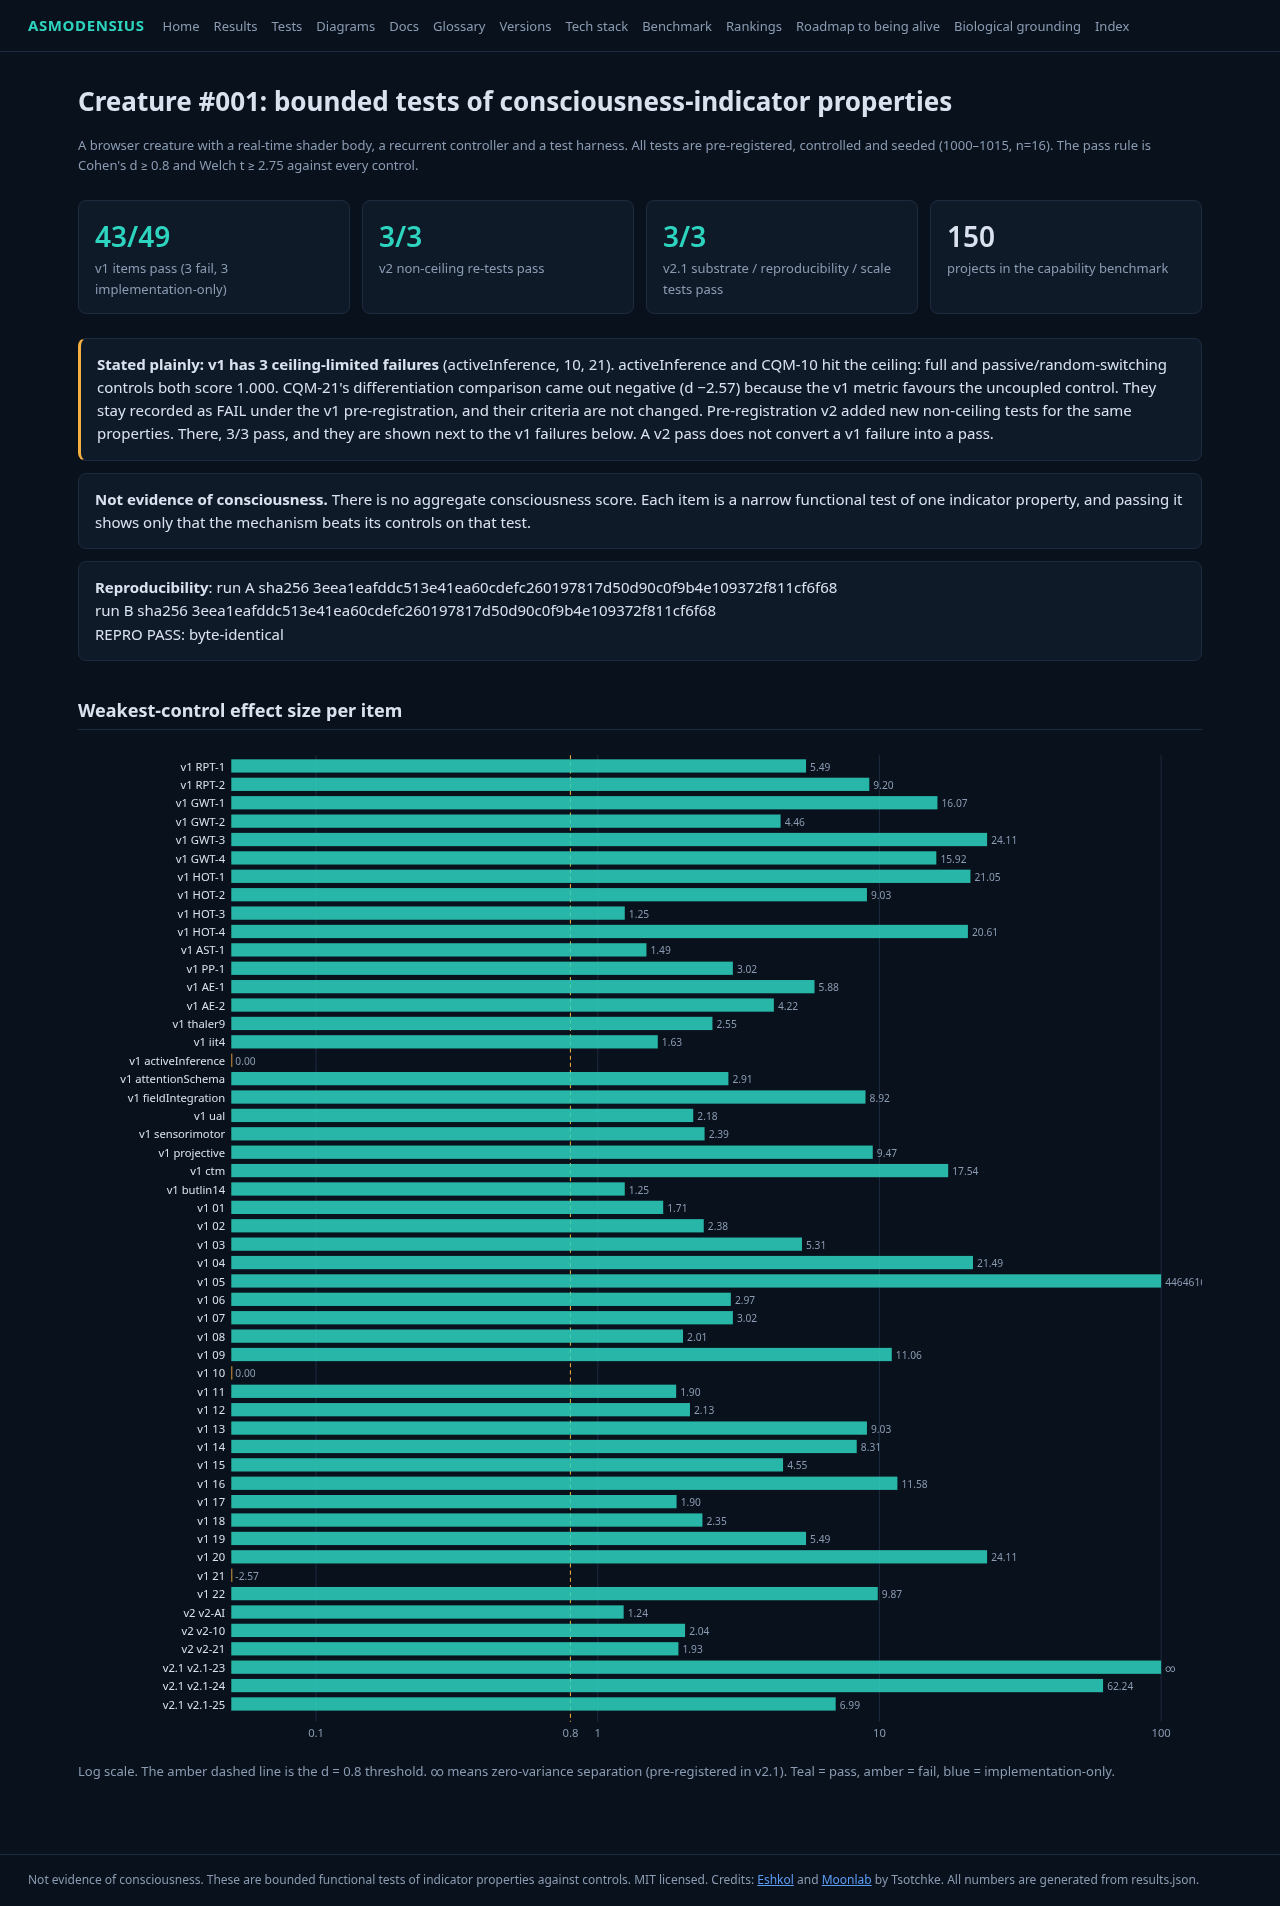 ASMODENSIUS Home Results Tests Diagrams Docs Glossary Versions Tech stack Benchmark Rankings Roadmap to being alive Biological grounding Index
Creature #001: bounded tests of consciousness-indicator properties
A browser creature with a real-time shader body, a recurrent controller and a test harness. All tests are pre-registered, controlled and seeded (1000–1015, n=16). The pass rule is
Cohen's d ≥ 0.8 and Welch t ≥ 2.75 against every control.
43/49
v1 items pass (3 fail, 3
implementation-only)
3/3
v2 non-ceiling re-tests pass
3/3
v2.1 substrate / reproducibility / scale
tests pass
150
projects in the capability benchmark
Stated plainly: v1 has 3 ceiling-limited failures (activeInference, 10, 21). activeInference and CQM-10 hit the ceiling: full and passive/random-switching
controls both score 1.000. CQM-21's differentiation comparison came out negative (d −2.57) because the v1 metric favours the uncoupled control. They
stay recorded as FAIL under the v1 pre-registration, and their criteria are not changed. Pre-registration v2 added new non-ceiling tests for the same
properties. There, 3/3 pass, and they are shown next to the v1 failures below. A v2 pass does not convert a v1 failure into a pass.
Not evidence of consciousness. There is no aggregate consciousness score. Each item is a narrow functional test of one indicator property, and passing it
shows only that the mechanism beats its controls on that test.
Reproducibility: run A sha256 3eea1eafddc513e41ea60cdefc260197817d50d90c0f9b4e109372f811cf6f68
run B sha256 3eea1eafddc513e41ea60cdefc260197817d50d90c0f9b4e109372f811cf6f68
REPRO PASS: byte-identical
Weakest-control effect size per item
v1 RPT-1 5.49
v1 RPT-2 9.20
v1 GWT-1 16.07
v1 GWT-2 4.46
v1 GWT-3 24.11
v1 GWT-4 15.92
v1 HOT-1 21.05
v1 HOT-2 9.03
v1 HOT-3 1.25
v1 HOT-4 20.61
v1 AST-1 1.49
v1 PP-1 3.02
v1 AE-1 5.88
v1 AE-2 4.22
v1 thaler9 2.55
v1 iit4 1.63
v1 activeInference 0.00
v1 attentionSchema 2.91
v1 fieldIntegration 8.92
v1 ual 2.18
v1 sensorimotor 2.39
v1 projective 9.47
v1 ctm 17.54
v1 butlin14 1.25
v1 01 1.71
v1 02 2.38
v1 03 5.31
v1 04 21.49
v1 05
v1 06 2.97
v1 07 3.02
v1 08 2.01
v1 09 11.06
v1 10 0.00
v1 11 1.90
v1 12 2.13
v1 13 9.03
v1 14 8.31
v1 15 4.55
v1 16 11.58
v1 17 1.90
v1 18 2.35
v1 19 5.49
v1 20 24.11
v1 21 -2.57
v1 22 9.87
v2 v2-AI 1.24
v2 v2-10 2.04
v2 v2-21 1.93
v2.1 v2.1-23 ∞
v2.1 v2.1-24 62.24
v2.1 v2.1-25 6.99
0.1 0.8 1 10 100
Log scale. The amber dashed line is the d = 0.8 threshold. ∞ means zero-variance separation (pre-registered in v2.1). Teal = pass, amber = fail, blue = implementation-only.
Not evidence of consciousness. These are bounded functional tests of indicator properties against controls. MIT licensed. Credits: Eshkol and Moonlab by Tsotchke. All numbers are generated from results.json.